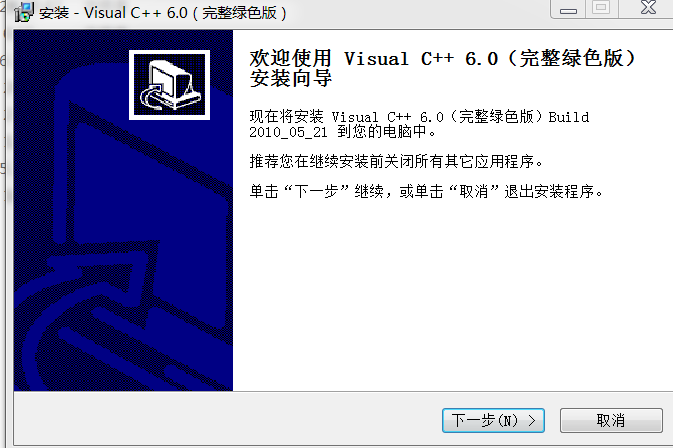 安装 - Visual C++ 6.0 ( 完整绿色版 )
欢迎使用 Visual C++ 6.0（完整绿色版）
安装向导
现在将安装 Visual C++ 6.0（完整绿色版）Build
2010_05_21 到您的电脑中。
推荐您在继续安装前关闭所有其它应用程序。
单击“下一步”继续，或单击“取消”退出安装程序。
下一步(N) >
取消